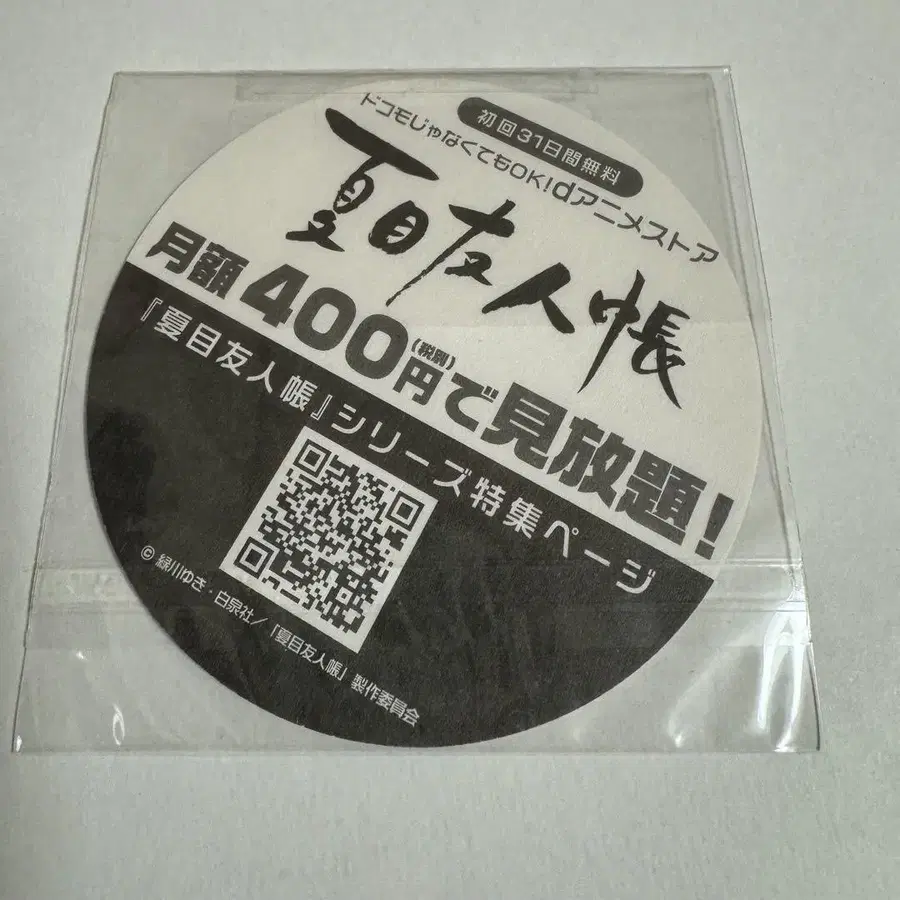 初回31日間無料
ドコモじゃなくてもOK!dアニメストア
夏目友人帳
月額400円(税別)で見放題!
『夏目友人帳』シリーズ特集ページ
© 緑川ゆき・白泉社/「夏目友人帳」製作委員会